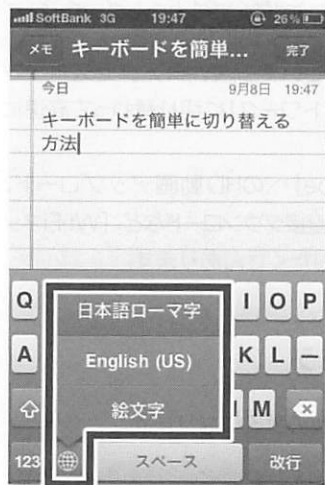 SoftBank 3G 19:47 26%
メモ キーボードを簡単... 完了
今日 9月8日 19:47
キーボードを簡単に切り替える
方法
Q I O P
日本語ローマ字
A K L ー
English (US)
絵文字
M
123 スペース 改行